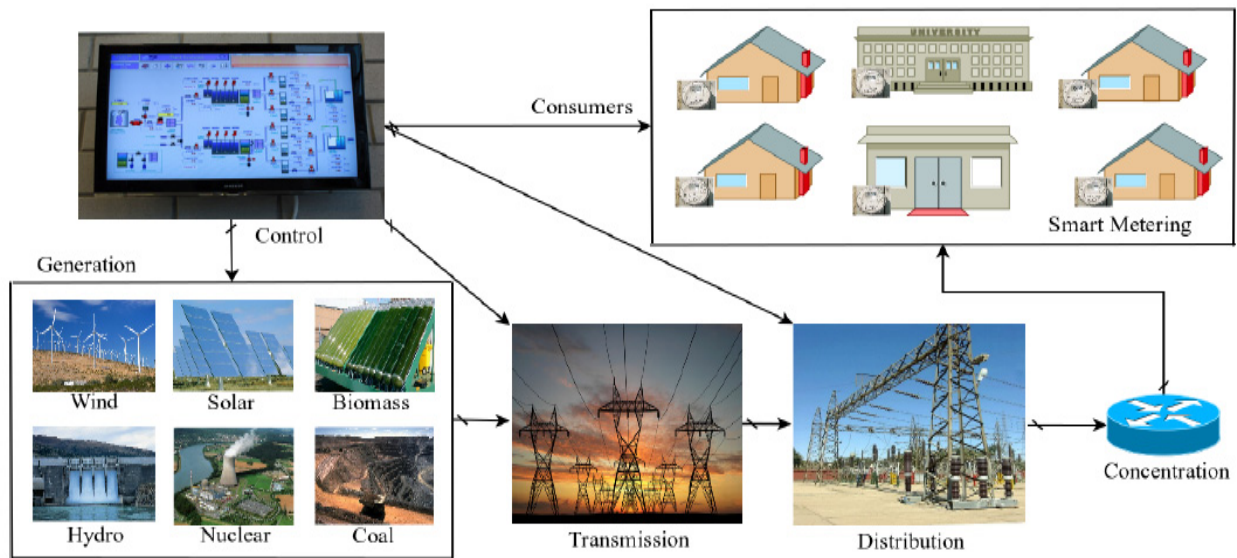 UNIVERSITY
Consumers
Smart Metering
Control
Generation
Wind
Solar
Biomass
Hydro
Nuclear
Coal
Transmission
Distribution
Concentration